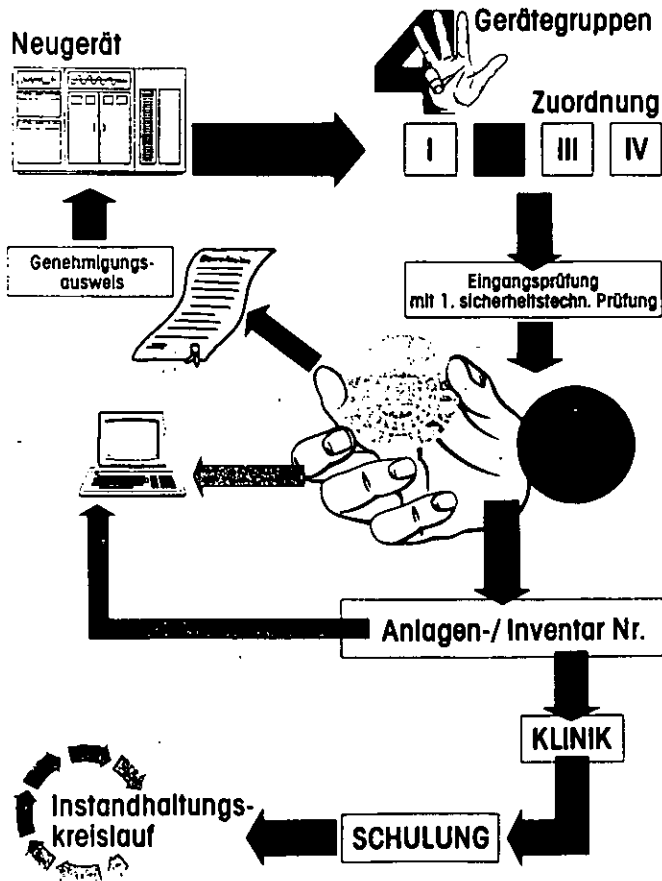 Neugerät
4
Gerätegruppen
Zuordnung
I
III
IV
Genehmigungs-
ausweis
Eingangsprüfung
mit 1. sicherheitstechn. Prüfung
Anlagen-/ Inventar Nr.
KLINIK
Instandhaltungs-
kreislauf
SCHULUNG